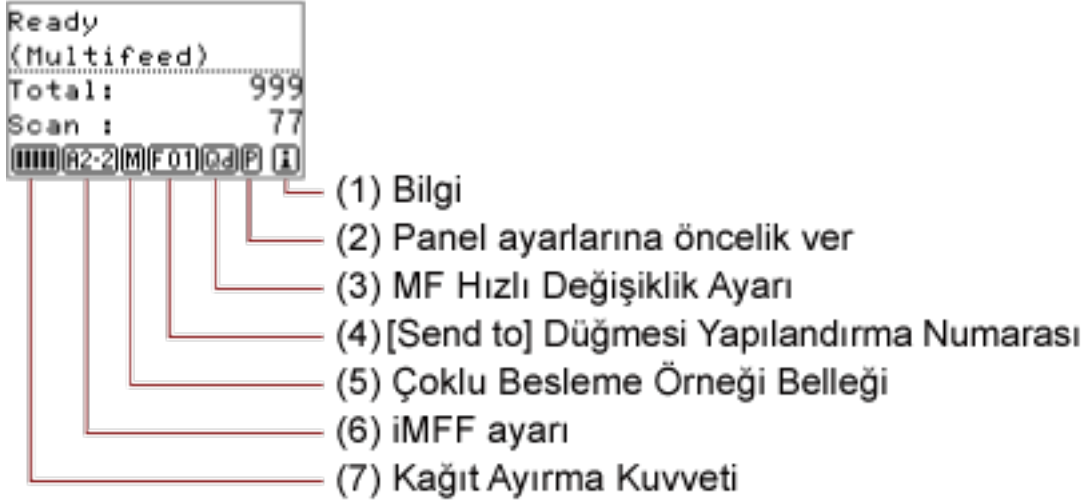 Ready
(Multifeed)
Total: 999
Scan : 77
A2-2 M F 01 Qd P i
(1) Bilgi
(2) Panel ayarlarına öncelik ver
(3) MF Hızlı Değişiklik Ayarı
(4) [Send to] Düğmesi Yapılandırma Numarası
(5) Çoklu Besleme Örneği Belleği
(6) iMFF ayarı
(7) Kağıt Ayırma Kuvveti